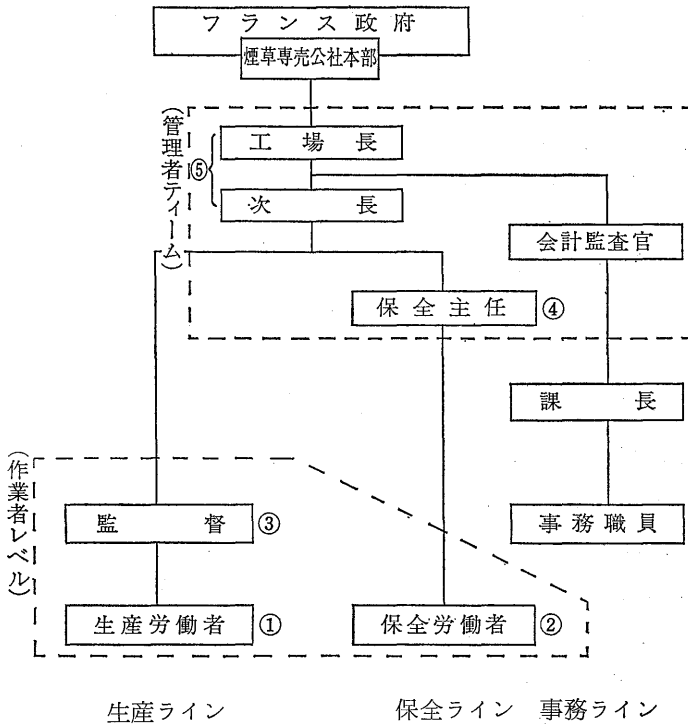 フランス政府
煙草専売公社本部
(管理者ティーム)
⑤
工場長
次長
会計監査官
保全主任 ④
課長
(作業者レベル)
監督 ③
事務職員
生産労働者 ①
保全労働者 ②
生産ライン 保全ライン 事務ライン